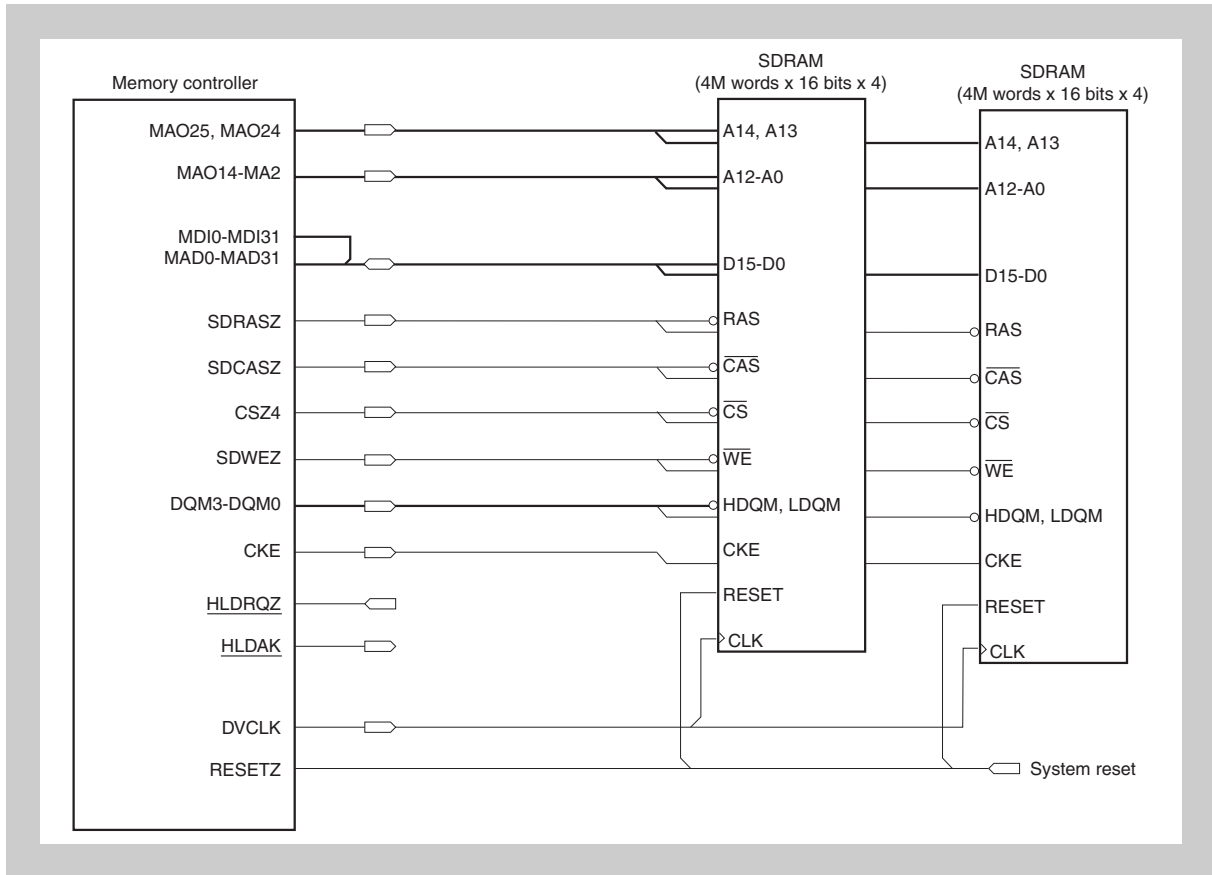 Memory controller
MAO25, MAO24
MAO14-MA2
MDI0-MDI31
MAD0-MAD31
SDRASZ
SDCASZ
CSZ4
SDWEZ
DQM3-DQM0
CKE
HLDRQZ
HLDAK
DVCLK
RESETZ
SDRAM
(4M words x 16 bits x 4)
A14, A13
A12-A0
D15-D0
RAS
CAS
CS
WE
HDQM, LDQM
CKE
RESET
CLK
SDRAM
(4M words x 16 bits x 4)
A14, A13
A12-A0
D15-D0
RAS
CAS
CS
WE
HDQM, LDQM
CKE
RESET
CLK
System reset